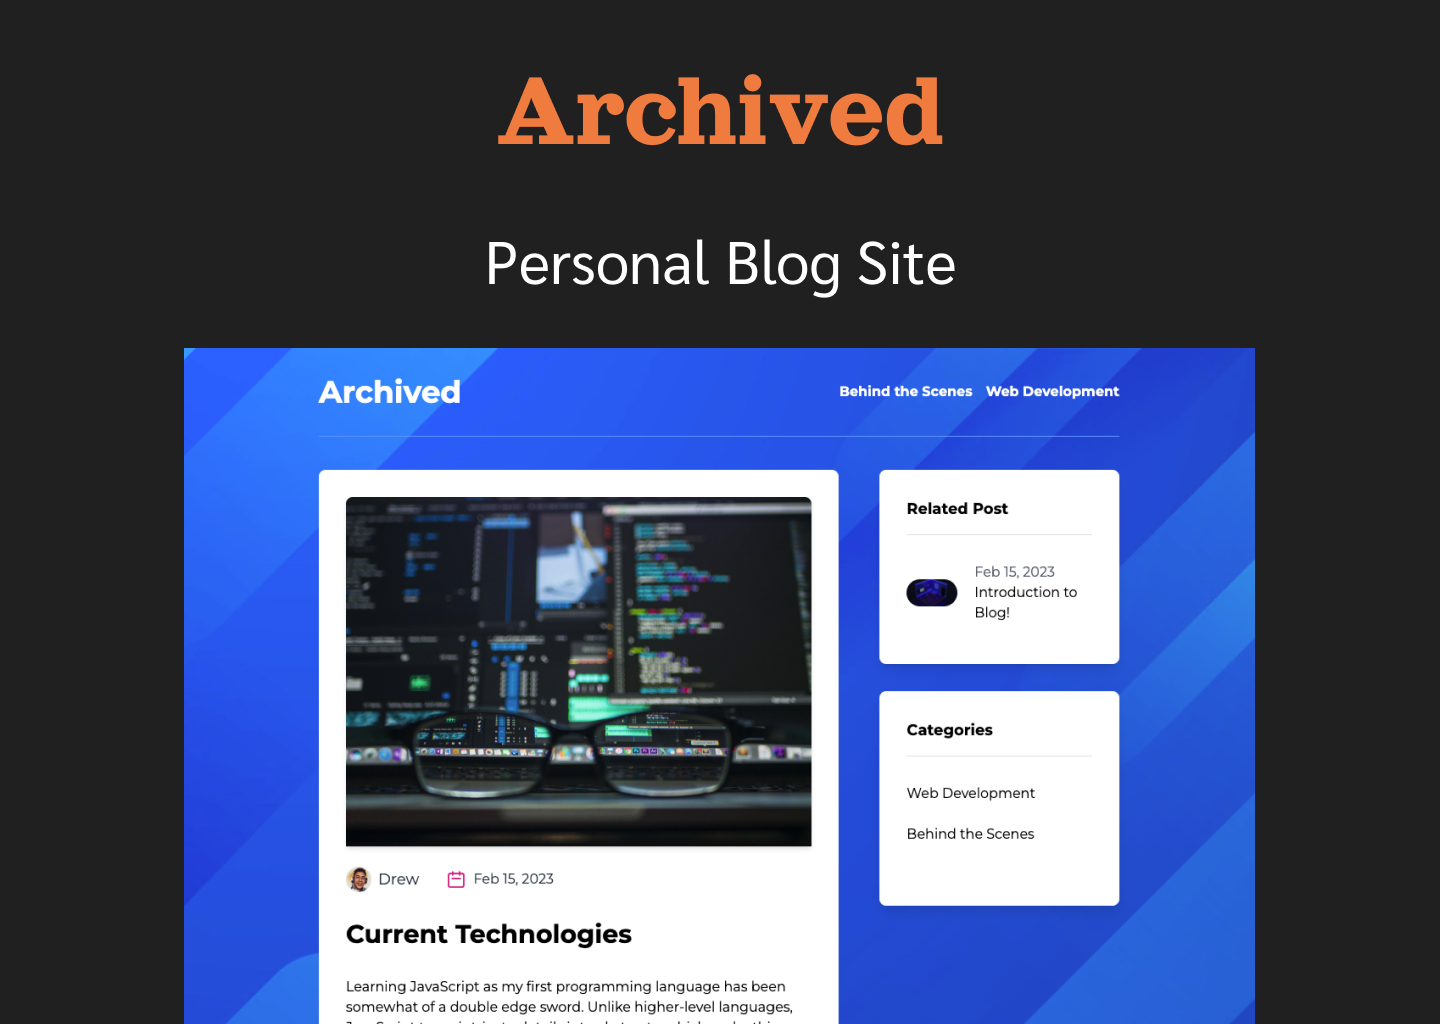 Archived
Personal Blog Site
Archived
Behind the Scenes Web Development
Drew Feb 15, 2023
Current Technologies
Learning JavaScript as my first programming language has been
somewhat of a double edge sword. Unlike higher-level languages,
Related Post
Feb 15, 2023
Introduction to
Blog!
Categories
Web Development
Behind the Scenes